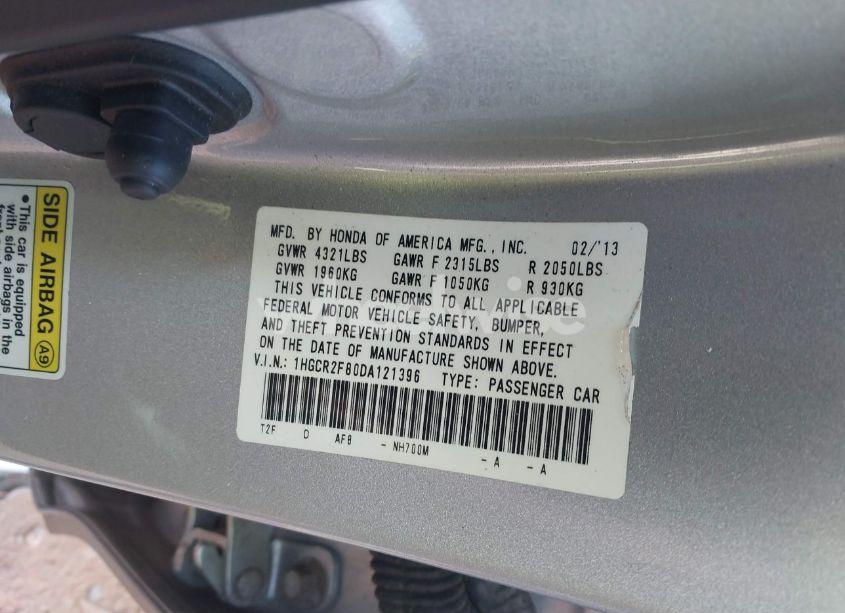 SIDE AIRBAG A9
•This car is equipped
with side airbags in the
MFD. BY HONDA OF AMERICA MFG., INC. 02/'13
GVWR 4321LBS GAWR F 2315LBS R 2050LBS
GVWR 1960KG GAWR F 1050KG R 930KG
THIS VEHICLE CONFORMS TO ALL APPLICABLE
FEDERAL MOTOR VEHICLE SAFETY, BUMPER,
AND THEFT PREVENTION STANDARDS IN EFFECT
ON THE DATE OF MANUFACTURE SHOWN ABOVE.
V.I.N.: 1HGCR2F80DA121396 TYPE: PASSENGER CAR
T2F D AF8 - NH700M - A - A